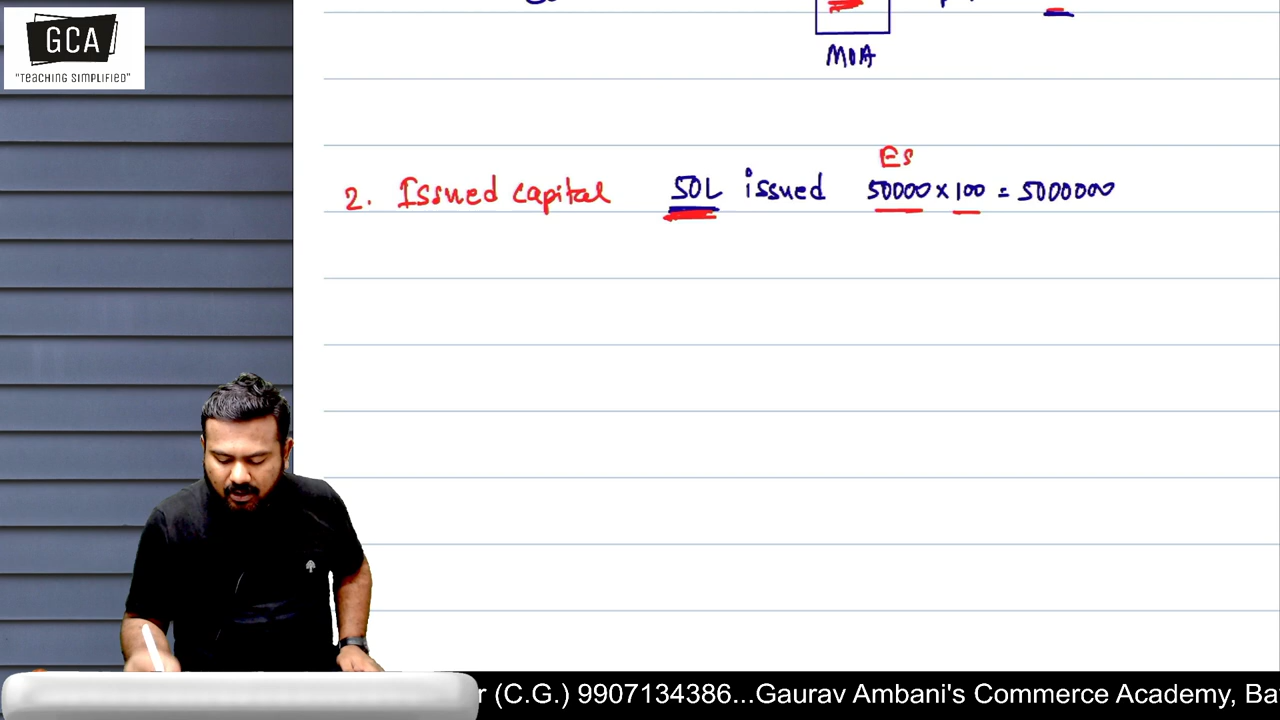 GCA
"TEACHING SIMPLIFIED"
MOA
ES
2. Issued capital 50L issued 50000 × 100 = 5000000
r (C.G.) 9907134386...Gaurav Ambani's Commerce Academy, Ba